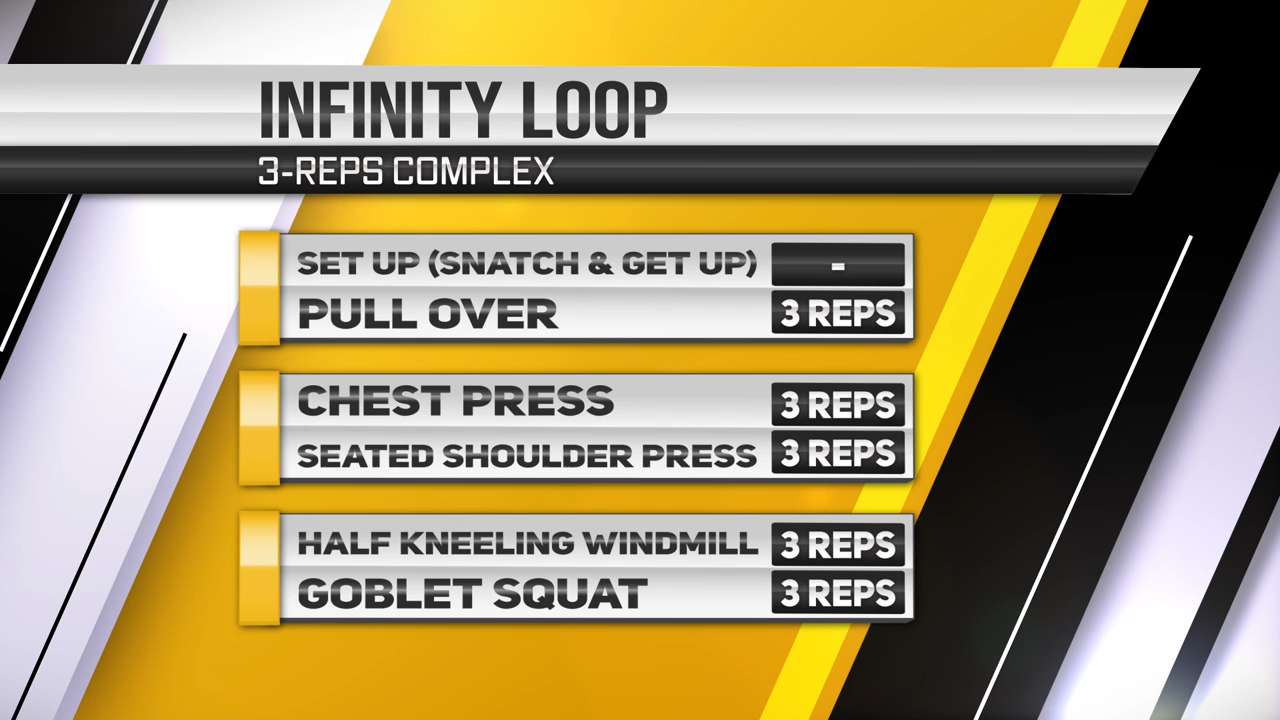 INFINITY LOOP
3-REPS COMPLEX
SET UP (SNATCH & GET UP) -
PULL OVER 3 REPS
CHEST PRESS 3 REPS
SEATED SHOULDER PRESS 3 REPS
HALF KNEELING WINDMILL 3 REPS
GOBLET SQUAT 3 REPS